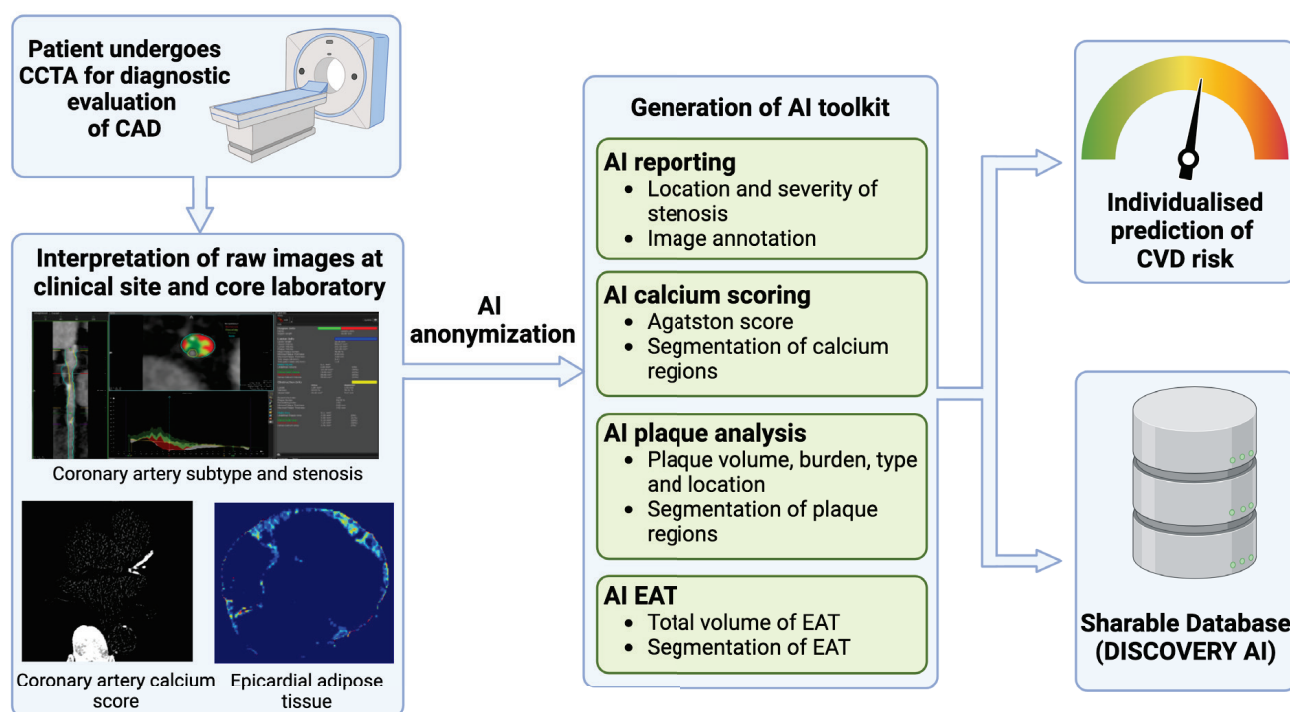 Patient undergoes
CCTA for diagnostic
evaluation
of CAD
Interpretation of raw images at
clinical site and core laboratory
Coronary artery subtype and stenosis
Coronary artery calcium
score
Epicardial adipose
tissue
AI
anonymization
Generation of AI toolkit
AI reporting
• Location and severity of
stenosis
• Image annotation
AI calcium scoring
• Agatston score
• Segmentation of calcium
regions
AI plaque analysis
• Plaque volume, burden, type
and location
• Segmentation of plaque
regions
AI EAT
• Total volume of EAT
• Segmentation of EAT
Individualised
prediction of
CVD risk
Sharable Database
(DISCOVERY AI)